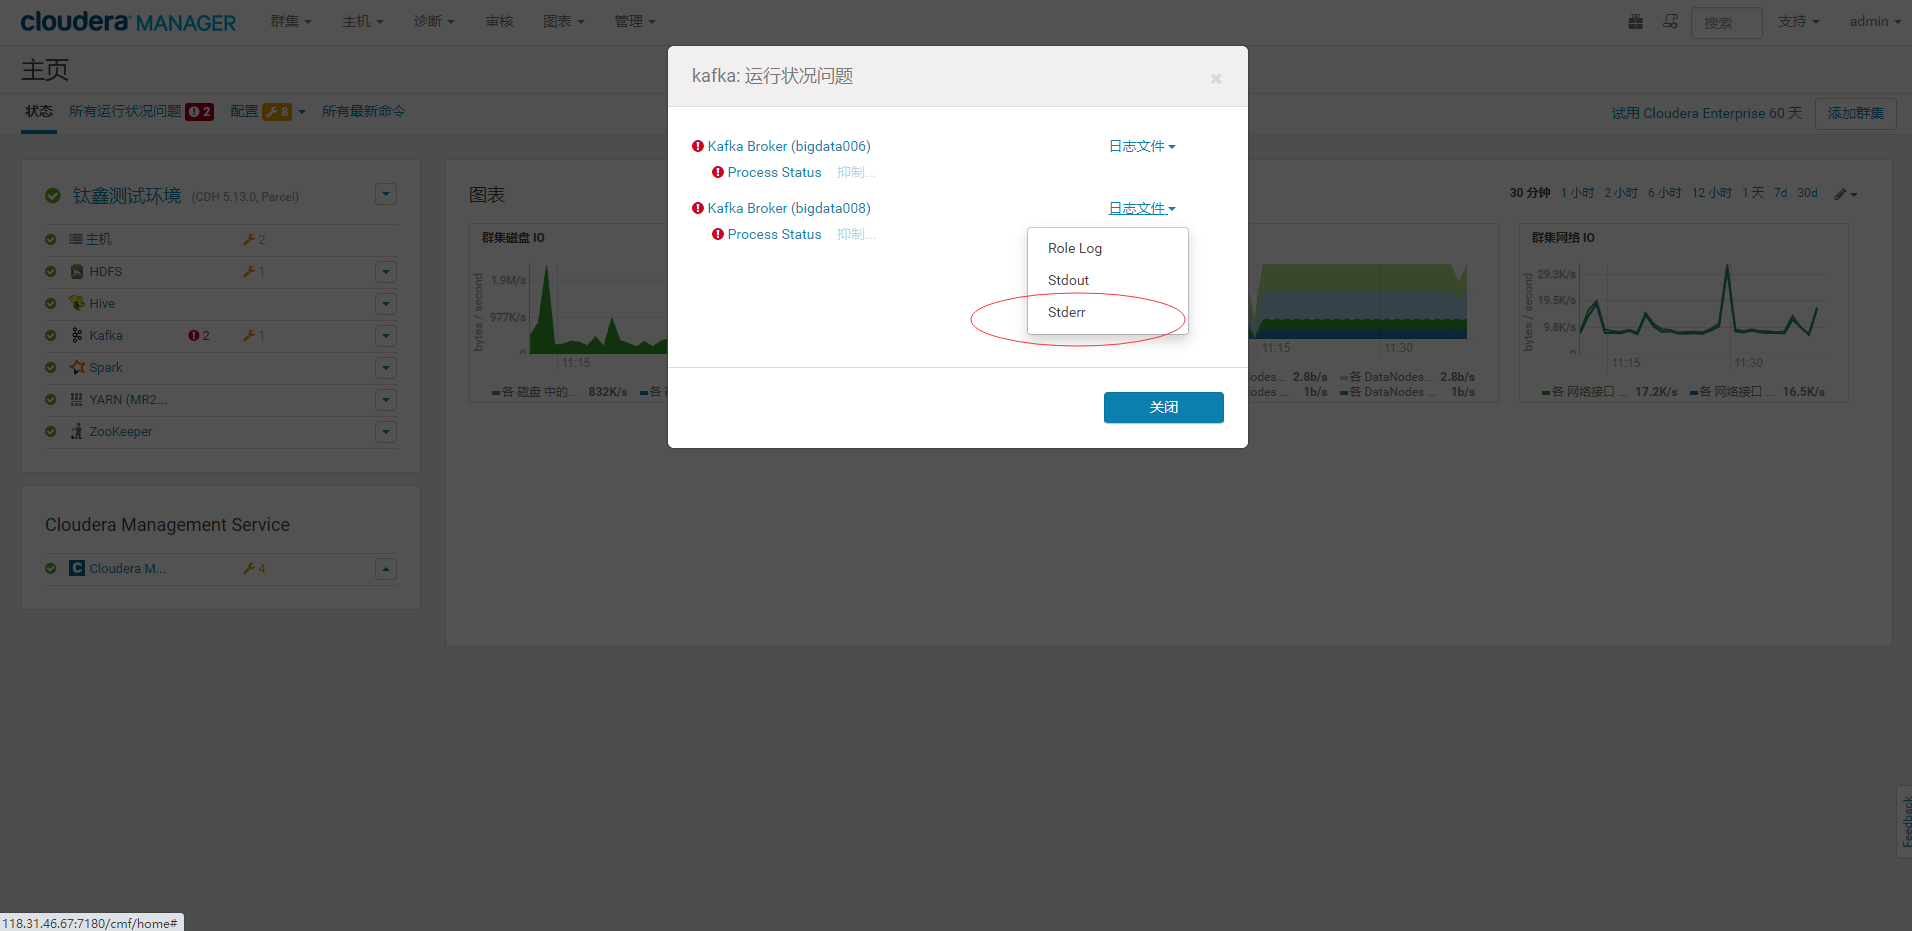 cloudera MANAGER 群集 主机 诊断 审核 图表 管理 搜索 支持 admin
主页
状态 所有运行状况问题 2 配置 8 所有最新命令 试用 Cloudera Enterprise 60 天 添加群集
kafka: 运行状况问题
Kafka Broker (bigdata006) 日志文件
Process Status 抑制...
Kafka Broker (bigdata008) 日志文件
Process Status 抑制...
Role Log
Stdout
Stderr
关闭
钛鑫测试环境 (CDH 5.13.0, Parcel)
主机 2
HDFS 1
Hive
Kafka 2 1
Spark
YARN (MR2...
ZooKeeper
Cloudera Management Service
Cloudera M... 4
图表 30 分钟 1 小时 2 小时 6 小时 12 小时 1 天 7d 30d
群集磁盘 IO
bytes / second
1.9M/s
977K/s
0
11:15
各 磁盘 中的... 832K/s 各
11:15 11:30
odes... 2.8b/s 各 DataNodes... 2.8b/s
odes ... 1b/s 各 DataNodes ... 1b/s
群集网络 IO
bytes / second
29.3K/s
19.5K/s
9.8K/s
0
11:15 11:30
各 网络接口 ... 17.2K/s 各 网络接口 ... 16.5K/s
Feedback
118.31.46.67:7180/cmf/home#